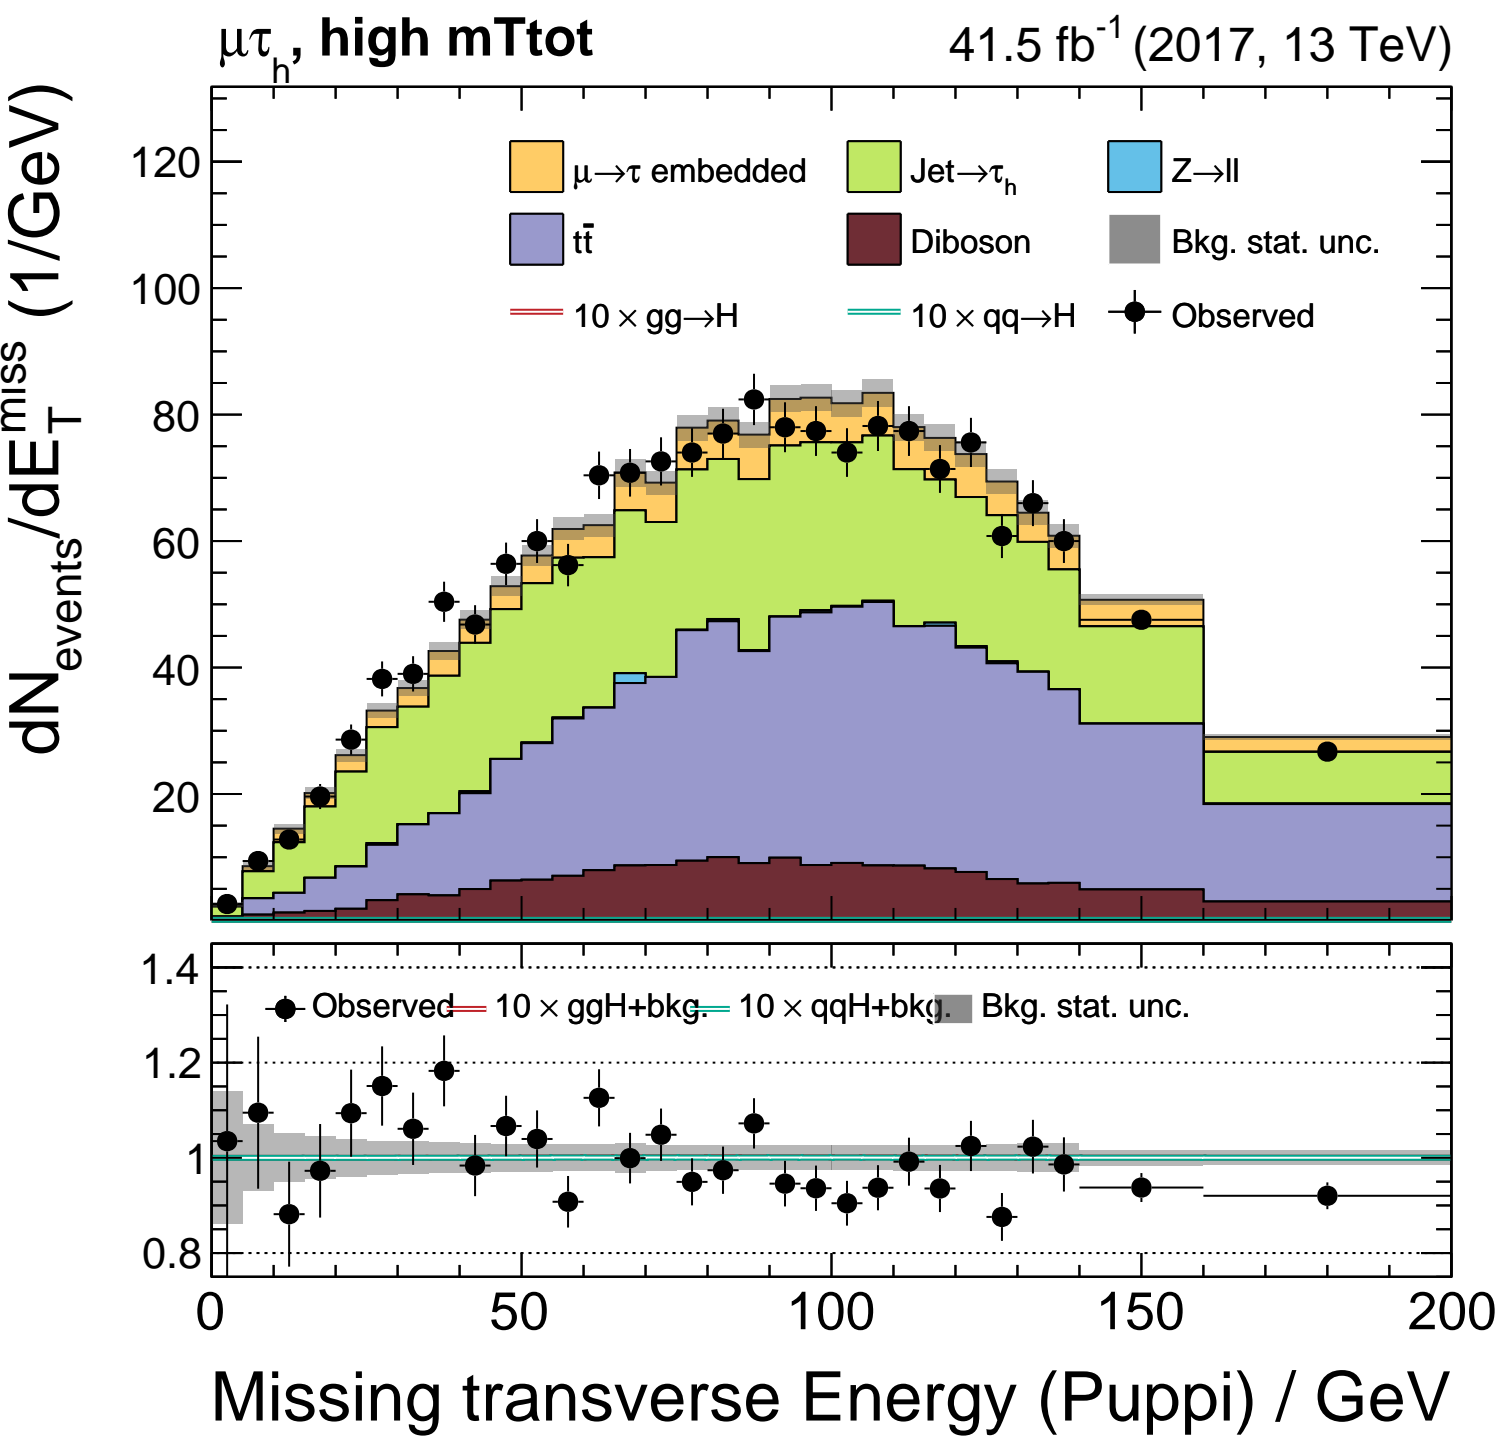 μτh, high mTtot 41.5 fb-1 (2017, 13 TeV)
dNevents/dETmiss (1/GeV)
120
100
80
60
40
20
μ→τ embedded Jet→τh Z→ll
tt̄ Diboson Bkg. stat. unc.
10 × gg→H 10 × qq→H Observed
1.4
1.2
1
0.8
Observed 10 × ggH+bkg. 10 × qqH+bkg. Bkg. stat. unc.
0 50 100 150 200
Missing transverse Energy (Puppi) / GeV